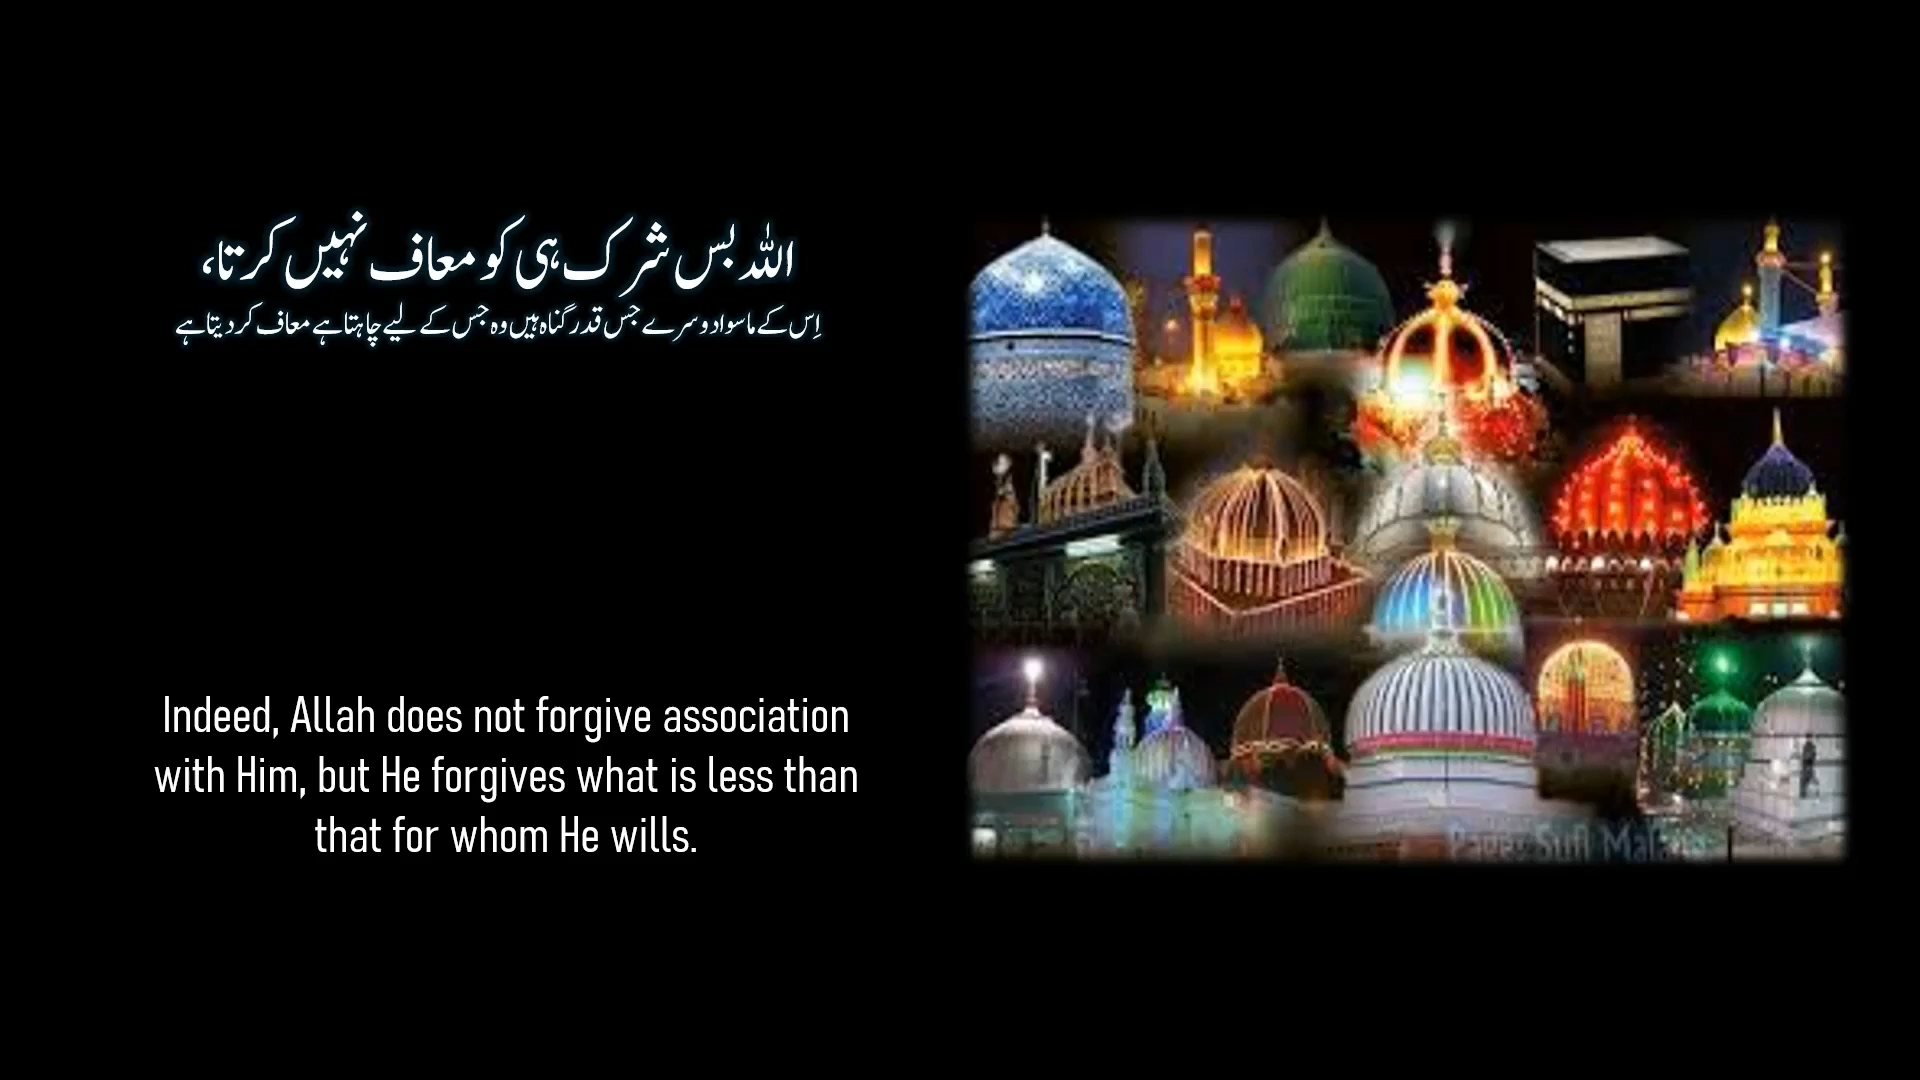 اللہ بس شرک ہی کو معاف نہیں کرتا،
اِس کے ماسوا دوسرے جس قدر گناہ ہیں وہ جس کے لیے چاہتا ہے معاف کر دیتا ہے
Indeed, Allah does not forgive association
with Him, but He forgives what is less than
that for whom He wills.
Page: Sufi